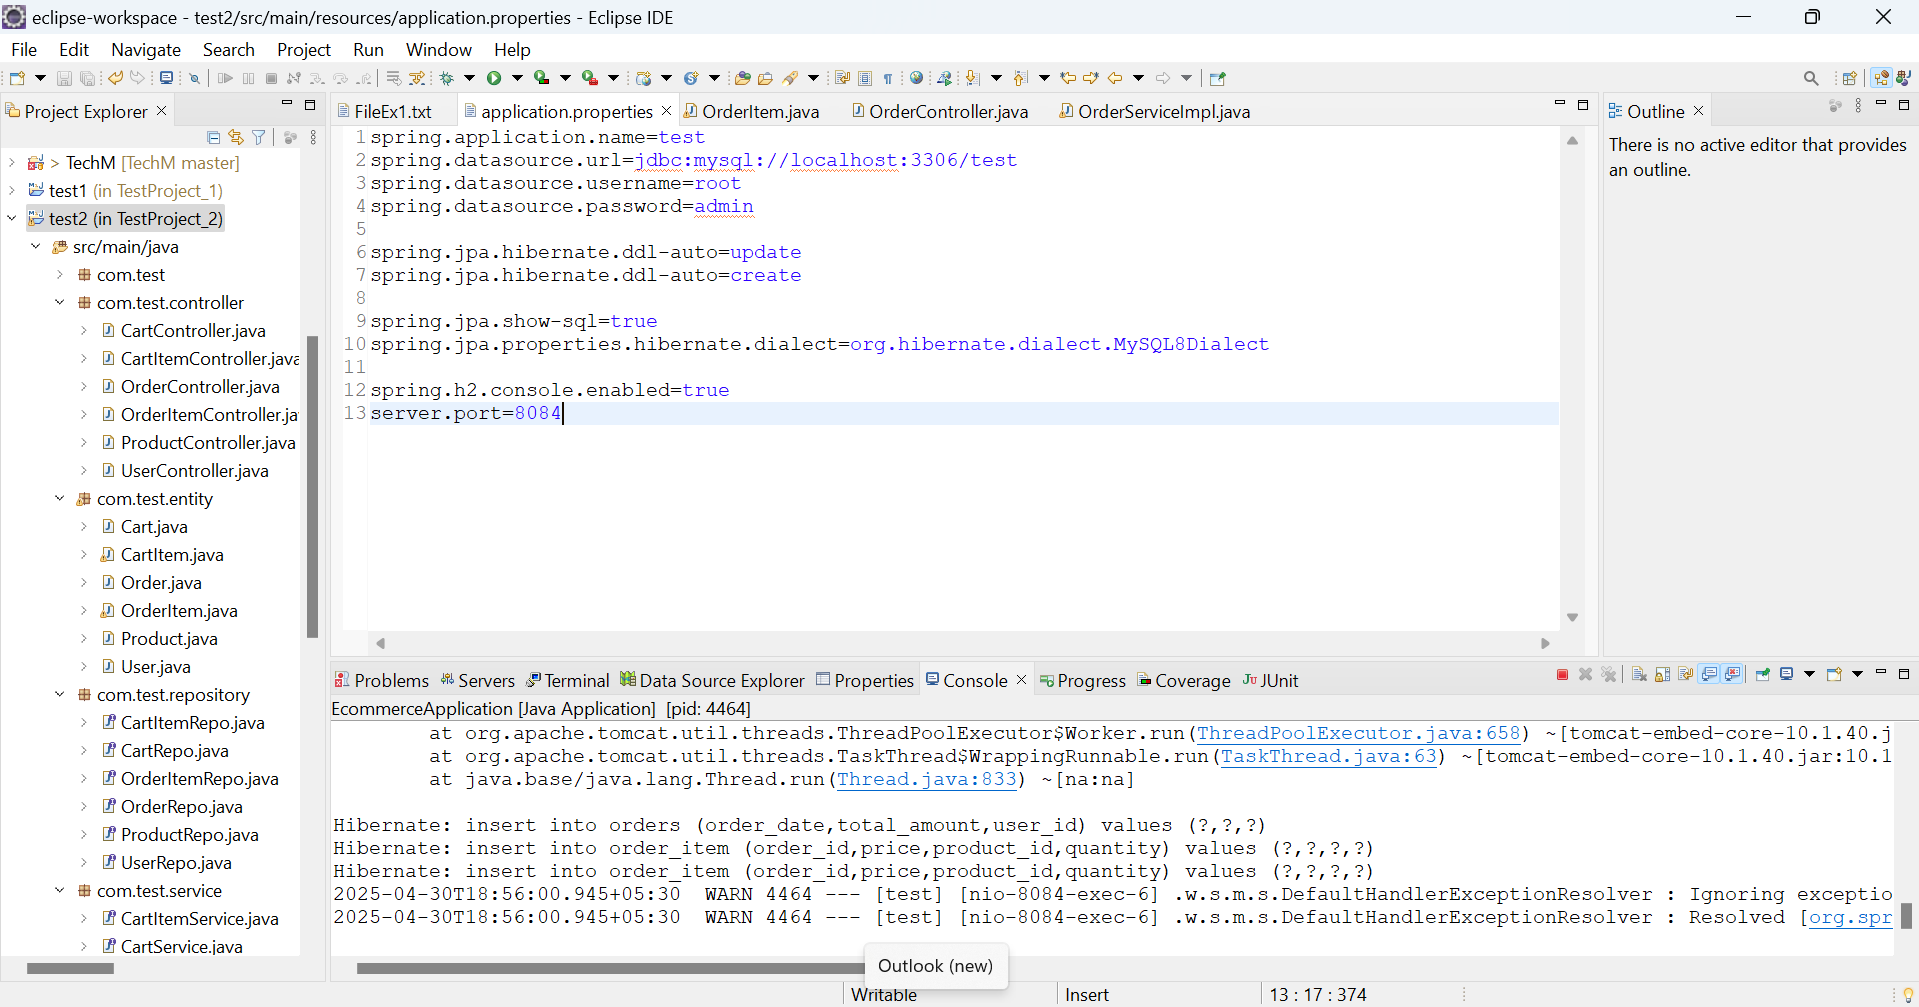 eclipse-workspace - test2/src/main/resources/application.properties - Eclipse IDE
File Edit Navigate Search Project Run Window Help
Project Explorer
> TechM [TechM master]
test1 (in TestProject_1)
test2 (in TestProject_2)
src/main/java
com.test
com.test.controller
CartController.java
CartItemController.java
OrderController.java
OrderItemController.ja
ProductController.java
UserController.java
com.test.entity
Cart.java
CartItem.java
Order.java
OrderItem.java
Product.java
User.java
com.test.repository
CartItemRepo.java
CartRepo.java
OrderItemRepo.java
OrderRepo.java
ProductRepo.java
UserRepo.java
com.test.service
CartItemService.java
CartService.java
FileEx1.txt application.properties OrderItem.java OrderController.java OrderServiceImpl.java
1 spring.application.name=test
2 spring.datasource.url=jdbc:mysql://localhost:3306/test
3 spring.datasource.username=root
4 spring.datasource.password=admin
5
6 spring.jpa.hibernate.ddl-auto=update
7 spring.jpa.hibernate.ddl-auto=create
8
9 spring.jpa.show-sql=true
10 spring.jpa.properties.hibernate.dialect=org.hibernate.dialect.MySQL8Dialect
11
12 spring.h2.console.enabled=true
13 server.port=8084
Outline
There is no active editor that provides
an outline.
Problems Servers Terminal Data Source Explorer Properties Console Progress Coverage JUnit
EcommerceApplication [Java Application] [pid: 4464]
at org.apache.tomcat.util.threads.ThreadPoolExecutor$Worker.run(ThreadPoolExecutor.java:658) ~[tomcat-embed-core-10.1.40.j
at org.apache.tomcat.util.threads.TaskThread$WrappingRunnable.run(TaskThread.java:63) ~[tomcat-embed-core-10.1.40.jar:10.1
at java.base/java.lang.Thread.run(Thread.java:833) ~[na:na]
Hibernate: insert into orders (order_date,total_amount,user_id) values (?,?,?)
Hibernate: insert into order_item (order_id,price,product_id,quantity) values (?,?,?,?)
Hibernate: insert into order_item (order_id,price,product_id,quantity) values (?,?,?,?)
2025-04-30T18:56:00.945+05:30 WARN 4464 --- [test] [nio-8084-exec-6] .w.s.m.s.DefaultHandlerExceptionResolver : Ignoring exceptio
2025-04-30T18:56:00.945+05:30 WARN 4464 --- [test] [nio-8084-exec-6] .w.s.m.s.DefaultHandlerExceptionResolver : Resolved [org.spr
Outlook (new)
Writable Insert 13 : 17 : 374